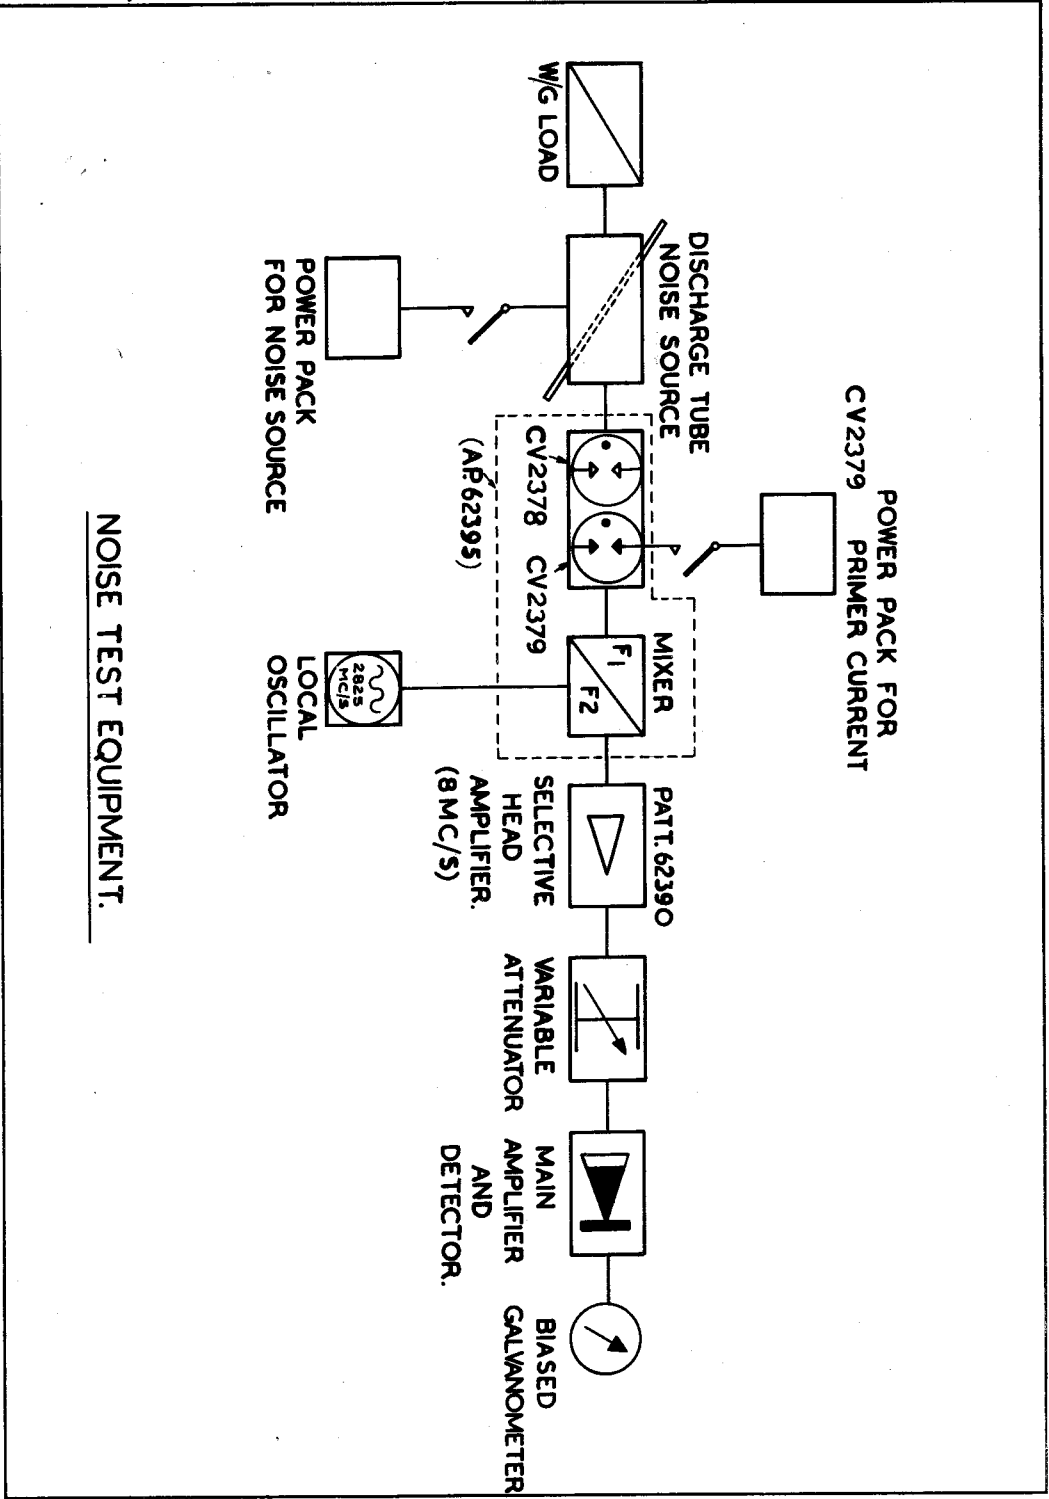 POWER PACK FOR
CV2379 PRIMER CURRENT
DISCHARGE TUBE
NOISE SOURCE
MIXER
PATT. 62390
F1
F2
W/G LOAD
CV2378
CV2379
(A.P. 62395)
SELECTIVE
HEAD
AMPLIFIER.
(8 MC/S)
VARIABLE
ATTENUATOR
MAIN
AMPLIFIER
AND
DETECTOR.
BIASED
GALVANOMETER
POWER PACK
FOR NOISE SOURCE
2825
MC/S
LOCAL
OSCILLATOR
NOISE TEST EQUIPMENT.